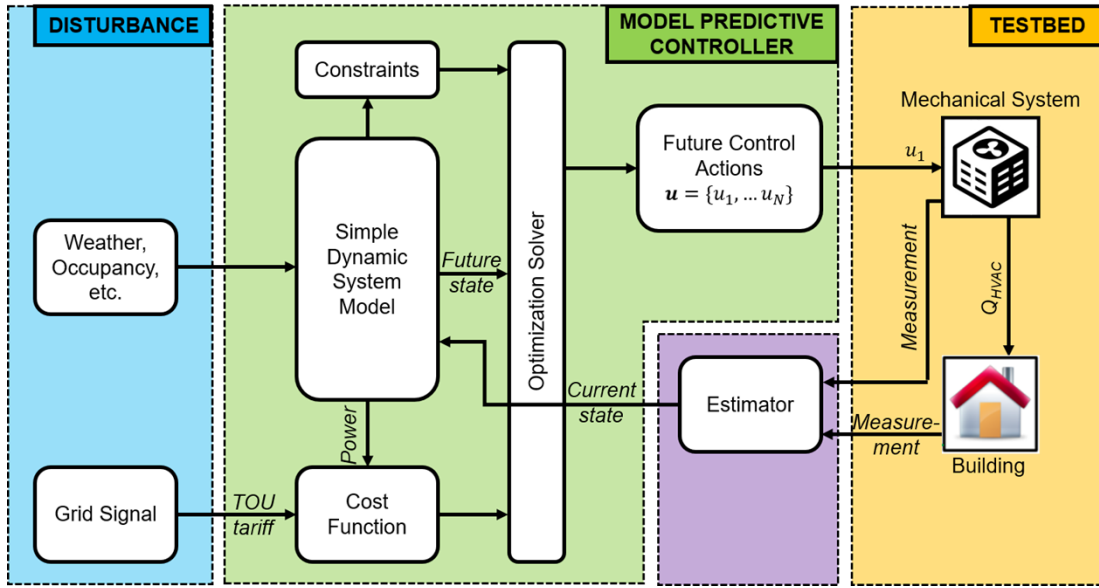 DISTURBANCE
MODEL PREDICTIVE
CONTROLLER
TESTBED
Constraints
Mechanical System
Future Control
Actions
𝒖 = {𝑢₁, … 𝑢_N}
𝑢₁
Weather,
Occupancy,
etc.
Simple
Dynamic
System
Model
Future
state
Optimization Solver
Measurement
Q_HVAC
Current
state
Estimator
Measure-
ment
Building
Power
Grid Signal
TOU
tariff
Cost
Function